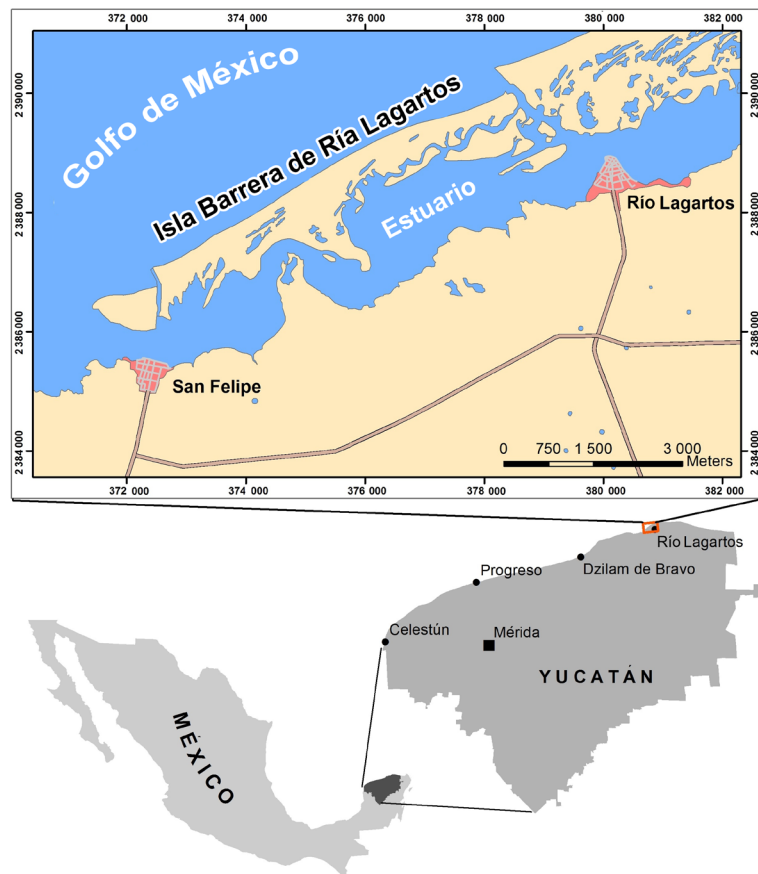 372 000 374 000 376 000 378 000 380 000 382 000
2 390 000
2 390 000
Golfo de México
Isla Barrera de Ría Lagartos
Estuario
Río Lagartos
2 388 000
2 388 000
2 386 000
2 386 000
San Felipe
2 384 000
2 384 000
0 750 1 500 3 000
Meters
372 000 374 000 376 000 378 000 380 000 382 000
Río Lagartos
Dzilam de Bravo
Progreso
Celestún
Mérida
YUCATÁN
MÉXICO